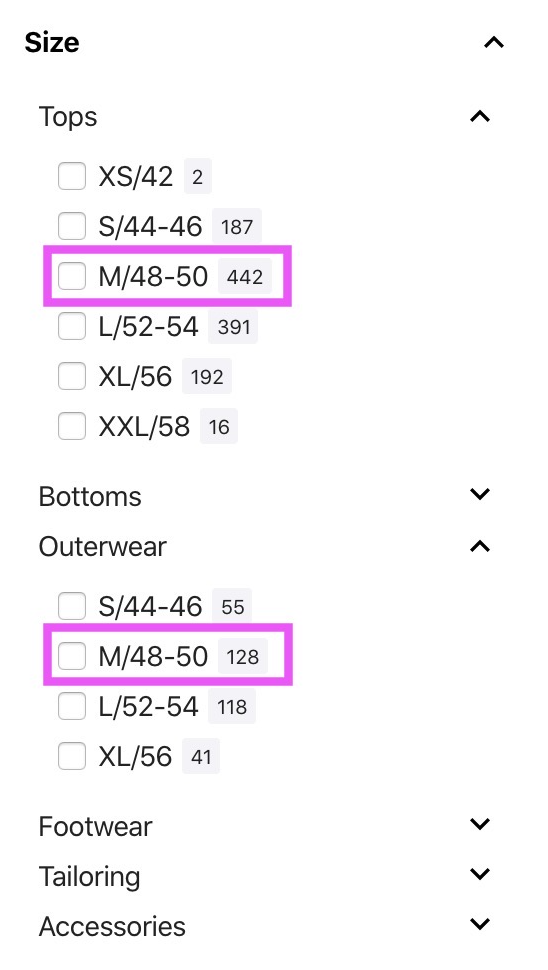 Size
Tops
XS/42 2
S/44-46 187
M/48-50 442
L/52-54 391
XL/56 192
XXL/58 16
Bottoms
Outerwear
S/44-46 55
M/48-50 128
L/52-54 118
XL/56 41
Footwear
Tailoring
Accessories